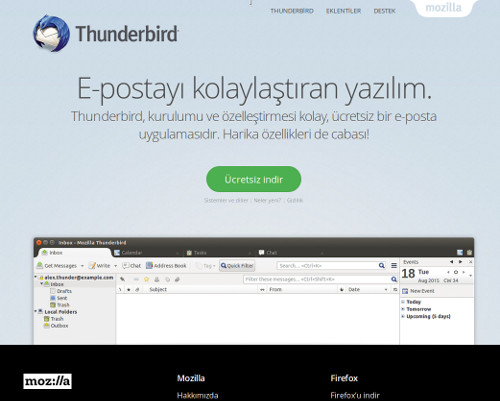 THUNDERBIRD EKLENTİLER DESTEK mozilla
Thunderbird
E-postayı kolaylaştıran yazılım.
Thunderbird, kurulumu ve özelleştirmesi kolay, ücretsiz bir e-posta
uygulamasıdır. Harika özellikleri de cabası!
Ücretsiz indir
Sistemler ve diller | Neler yeni? | Gizlilik
Inbox - Mozilla Thunderbird
Inbox Calendar Tasks Chat
Get Messages Write Chat Address Book Tag Quick Filter Search... <Ctrl+K> Events
alex.thunder@example.com Filter these messages... <Ctrl+Shift+K> 18 Tue
Inbox Subject From Date Aug 2015 CW 34
Drafts New Event
Sent Today
Trash Tomorrow
Local Folders Upcoming (5 days)
Trash
Outbox
moz://a Mozilla Firefox
Hakkımızda Firefox'u indir